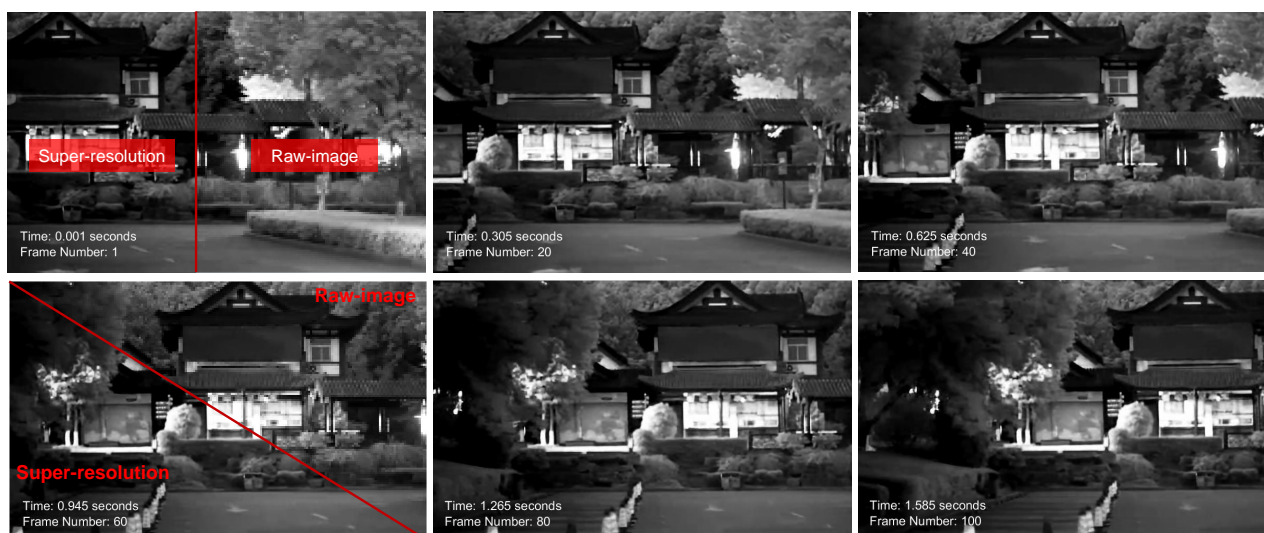 Super-resolution
Raw-image
Time: 0.001 seconds
Frame Number: 1
Time: 0.305 seconds
Frame Number: 20
Time: 0.625 seconds
Frame Number: 40
Raw-image
Super-resolution
Time: 0.945 seconds
Frame Number: 60
Time: 1.265 seconds
Frame Number: 80
Time: 1.585 seconds
Frame Number: 100